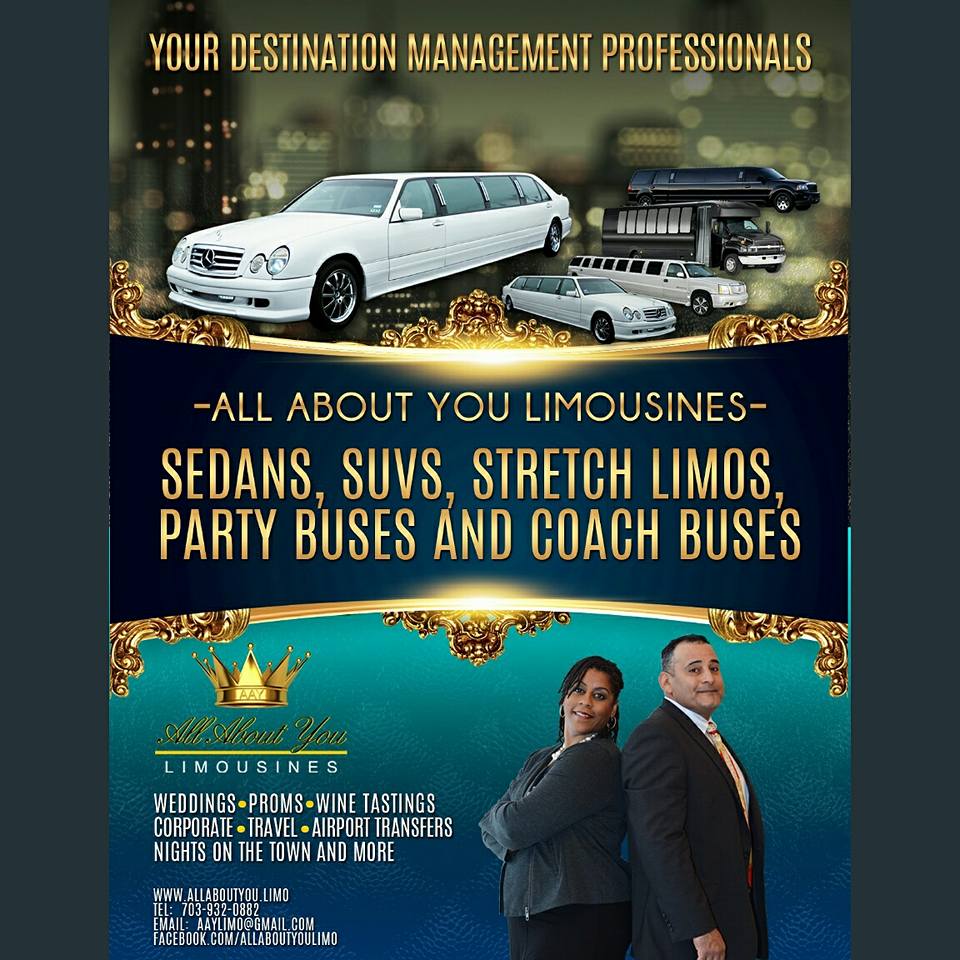 YOUR DESTINATION MANAGEMENT PROFESSIONALS
-ALL ABOUT YOU LIMOUSINES-
SEDANS, SUVS, STRETCH LIMOS,
PARTY BUSES AND COACH BUSES
AAY
All About You
LIMOUSINES
WEDDINGS•PROMS•WINE TASTINGS
CORPORATE•TRAVEL•AIRPORT TRANSFERS
NIGHTS ON THE TOWN AND MORE
WWW.ALLABOUTYOU.LIMO
TEL: 703-932-0882
EMAIL: AAYLIMO@GMAIL.COM
FACEBOOK.COM/ALLABOUTYOULIMO